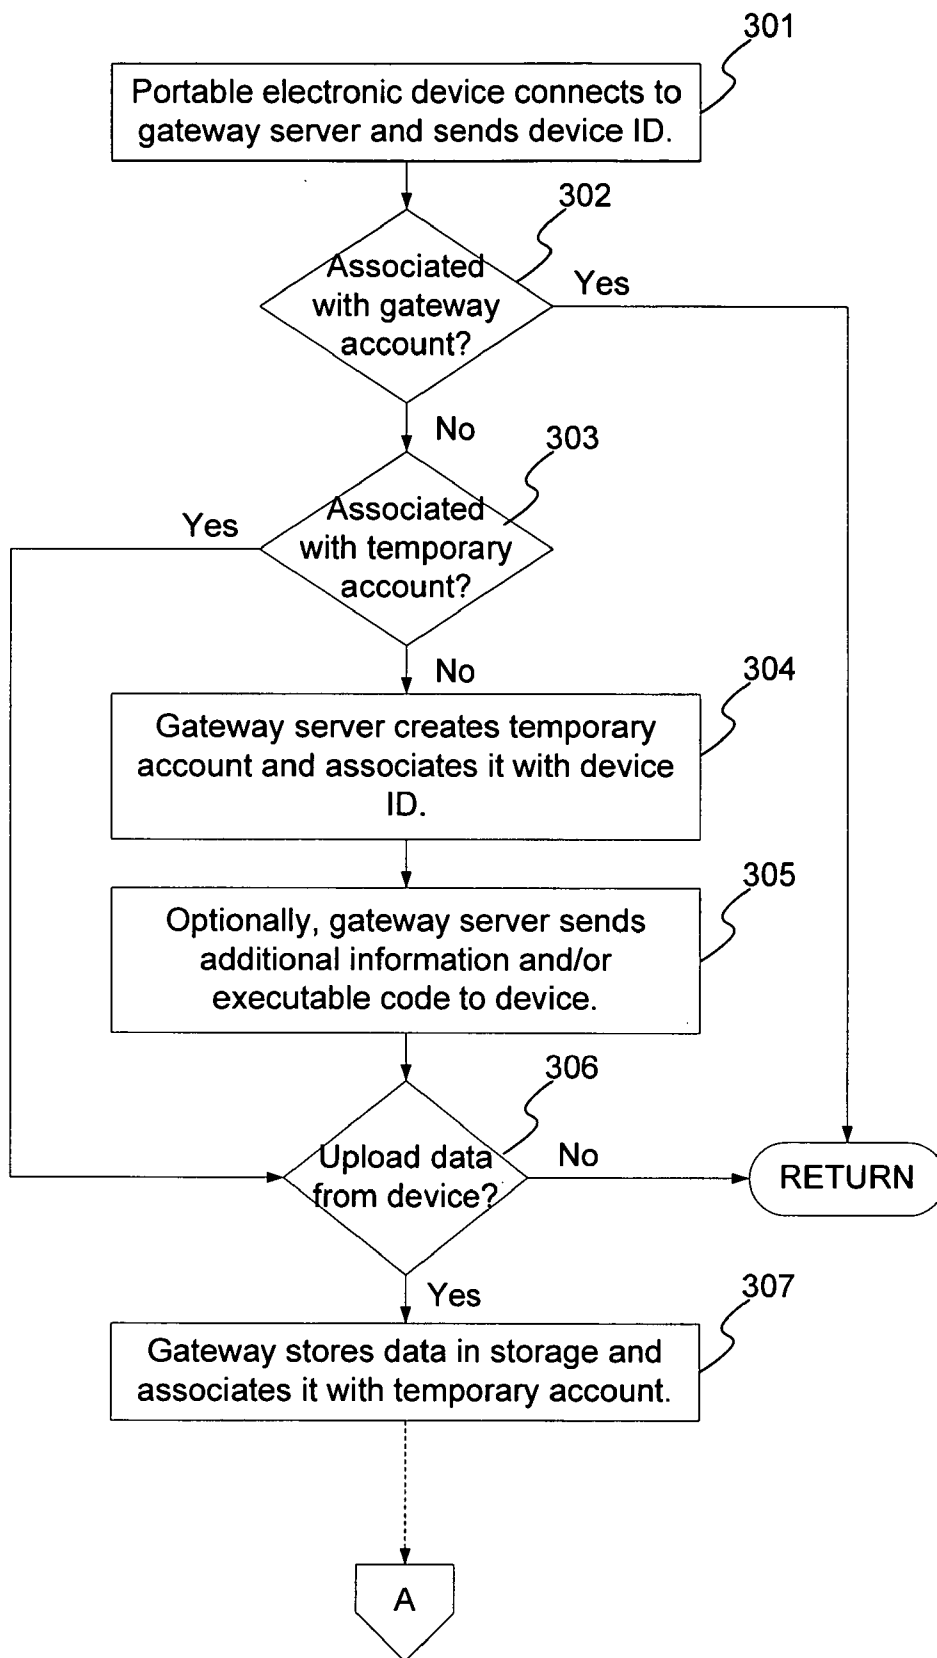 301
Portable electronic device connects to
gateway server and sends device ID.
302
Associated
with gateway
account?
Yes
No
303
Associated
with temporary
account?
Yes
No
304
Gateway server creates temporary
account and associates it with device
ID.
305
Optionally, gateway server sends
additional information and/or
executable code to device.
306
Upload data
from device?
No
RETURN
Yes
307
Gateway stores data in storage and
associates it with temporary account.
A